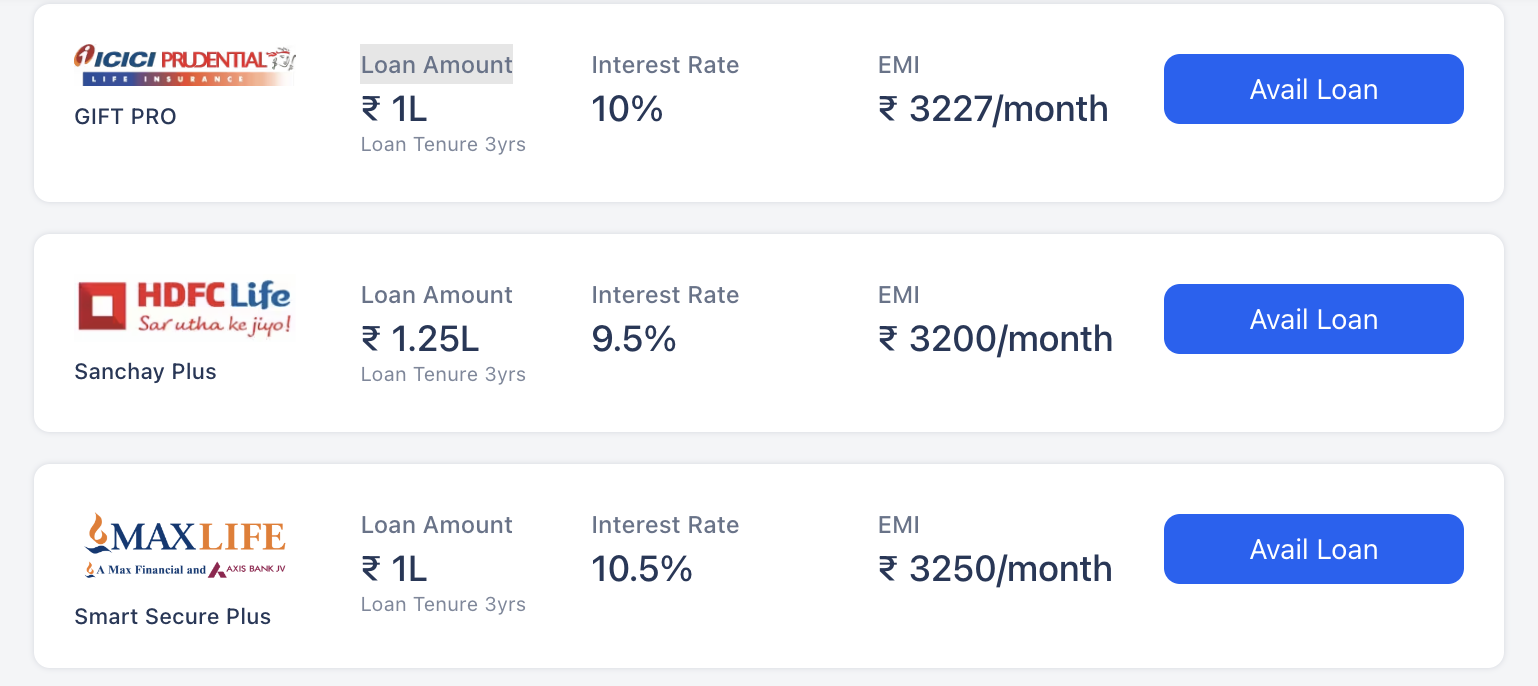 ICICI PRUDENTIAL
LIFE INSURANCE
GIFT PRO
Loan Amount
₹ 1L
Loan Tenure 3yrs
Interest Rate
10%
EMI
₹ 3227/month
Avail Loan
HDFC Life
Sar utha ke jiyo!
Sanchay Plus
Loan Amount
₹ 1.25L
Loan Tenure 3yrs
Interest Rate
9.5%
EMI
₹ 3200/month
Avail Loan
MAX LIFE
A Max Financial and AXIS BANK JV
Smart Secure Plus
Loan Amount
₹ 1L
Loan Tenure 3yrs
Interest Rate
10.5%
EMI
₹ 3250/month
Avail Loan